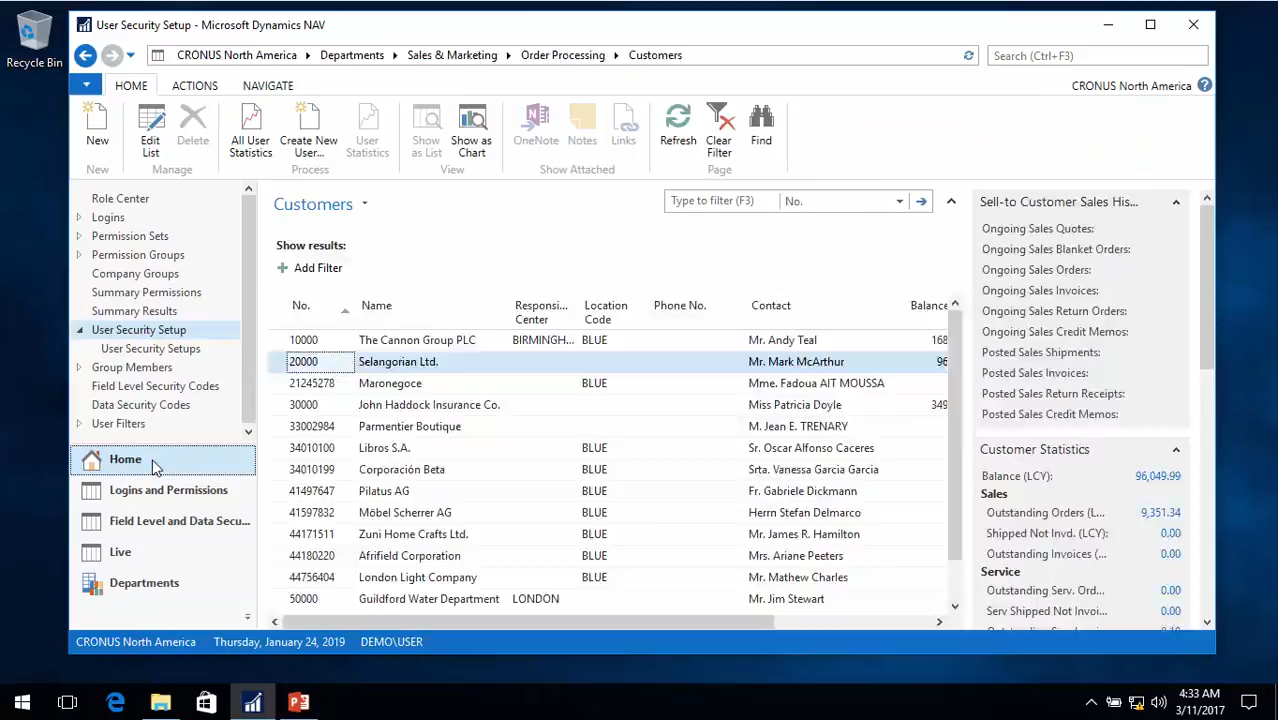 Recycle Bin
User Security Setup - Microsoft Dynamics NAV
CRONUS North America Departments Sales & Marketing Order Processing Customers
Search (Ctrl+F3)
HOME ACTIONS NAVIGATE
CRONUS North America
New
Edit List
Delete
All User Statistics
Create New User...
User Statistics
Show as List
Show as Chart
OneNote
Notes
Links
Refresh
Clear Filter
Find
New Manage Process View Show Attached Page
Role Center
Logins
Permission Sets
Permission Groups
Company Groups
Summary Permissions
Summary Results
User Security Setup
User Security Setups
Group Members
Field Level Security Codes
Data Security Codes
User Filters
Home
Logins and Permissions
Field Level and Data Secu...
Live
Departments
Customers
Type to filter (F3) No.
Show results:
Add Filter
No. Name Responsi... Center Location Code Phone No. Contact Balance
10000 The Cannon Group PLC BIRMINGH... BLUE Mr. Andy Teal 168
20000 Selangorian Ltd. Mr. Mark McArthur 96
21245278 Maronegoce BLUE Mme. Fadoua AIT MOUSSA
30000 John Haddock Insurance Co. Miss Patricia Doyle 349
33002984 Parmentier Boutique M. Jean E. TRENARY
34010100 Libros S.A. BLUE Sr. Oscar Alfonso Caceres
34010199 Corporación Beta BLUE Srta. Vanessa Garcia Garcia
41497647 Pilatus AG BLUE Fr. Gabriele Dickmann
41597832 Möbel Scherrer AG BLUE Herrn Stefan Delmarco
44171511 Zuni Home Crafts Ltd. BLUE Mr. James R. Hamilton
44180220 Afrifield Corporation BLUE Mrs. Ariane Peeters
44756404 London Light Company BLUE Mr. Mathew Charles
50000 Guildford Water Department LONDON Mr. Jim Stewart
Sell-to Customer Sales His...
Ongoing Sales Quotes:
Ongoing Sales Blanket Orders:
Ongoing Sales Orders:
Ongoing Sales Invoices:
Ongoing Sales Return Orders:
Ongoing Sales Credit Memos:
Posted Sales Shipments:
Posted Sales Invoices:
Posted Sales Return Receipts:
Posted Sales Credit Memos:
Customer Statistics
Balance (LCY): 96,049.99
Sales
Outstanding Orders (L... 9,351.34
Shipped Not Invd. (LCY): 0.00
Outstanding Invoices (... 0.00
Service
Outstanding Serv. Ord... 0.00
Serv Shipped Not Invoi... 0.00
CRONUS North America Thursday, January 24, 2019 DEMO\USER
4:33 AM
3/11/2017